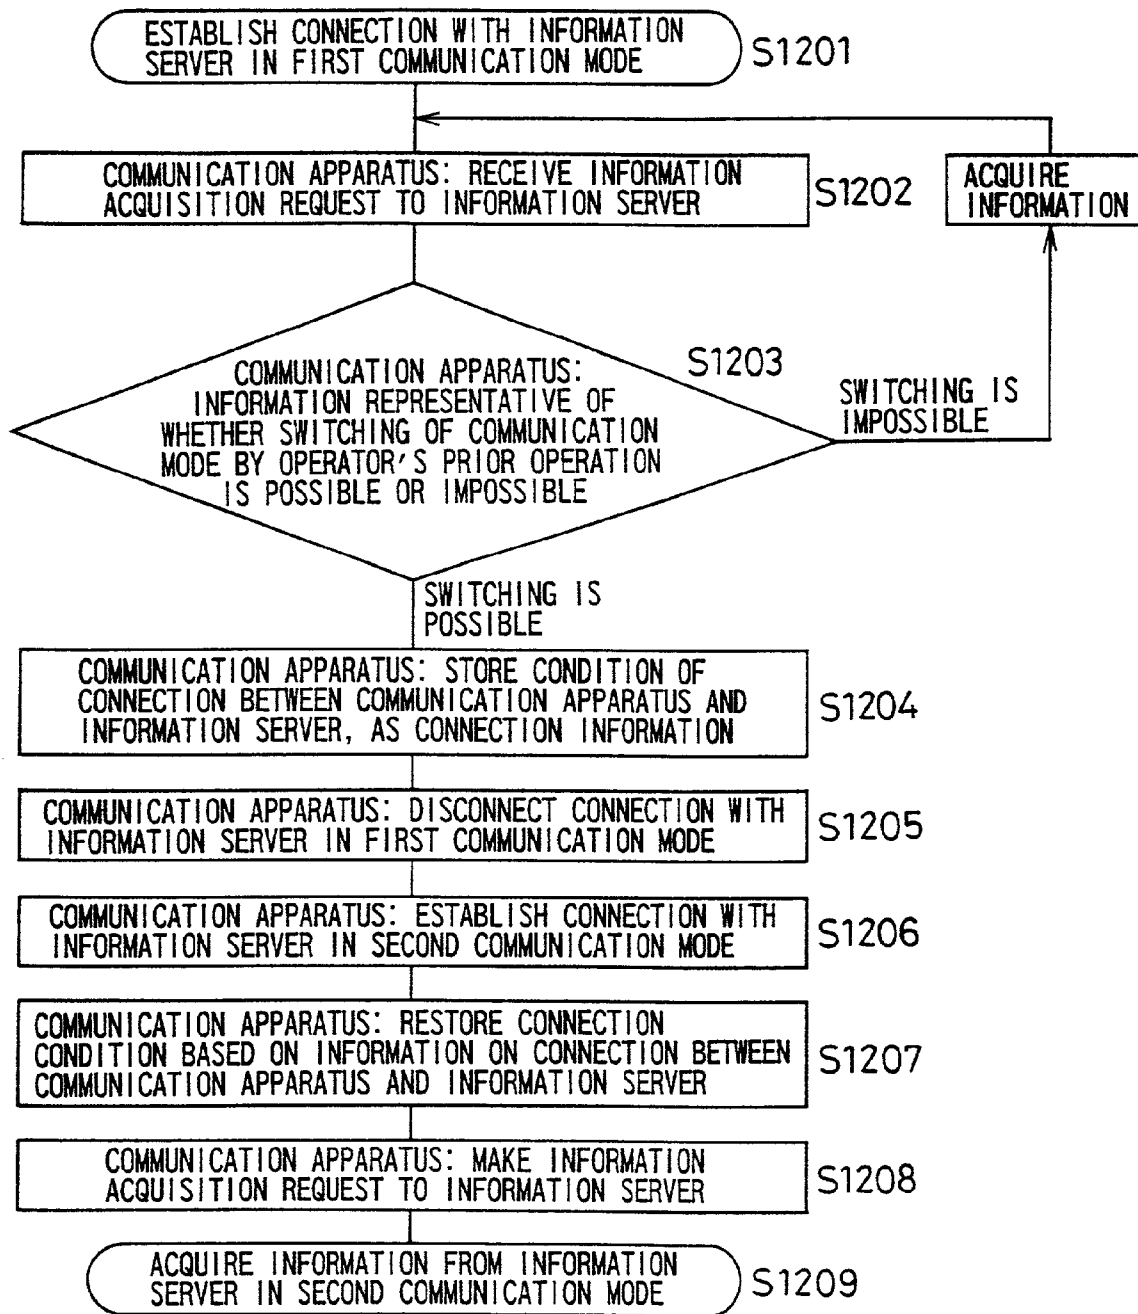 ESTABLISH CONNECTION WITH INFORMATION
SERVER IN FIRST COMMUNICATION MODE
S1201
COMMUNICATION APPARATUS: RECEIVE INFORMATION
ACQUISITION REQUEST TO INFORMATION SERVER
S1202
ACQUIRE
INFORMATION
S1203
COMMUNICATION APPARATUS:
INFORMATION REPRESENTATIVE OF
WHETHER SWITCHING OF COMMUNICATION
MODE BY OPERATOR'S PRIOR OPERATION
IS POSSIBLE OR IMPOSSIBLE
SWITCHING IS
IMPOSSIBLE
SWITCHING IS
POSSIBLE
COMMUNICATION APPARATUS: STORE CONDITION OF
CONNECTION BETWEEN COMMUNICATION APPARATUS AND
INFORMATION SERVER, AS CONNECTION INFORMATION
S1204
COMMUNICATION APPARATUS: DISCONNECT CONNECTION WITH
INFORMATION SERVER IN FIRST COMMUNICATION MODE
S1205
COMMUNICATION APPARATUS: ESTABLISH CONNECTION WITH
INFORMATION SERVER IN SECOND COMMUNICATION MODE
S1206
COMMUNICATION APPARATUS: RESTORE CONNECTION
CONDITION BASED ON INFORMATION ON CONNECTION BETWEEN
COMMUNICATION APPARATUS AND INFORMATION SERVER
S1207
COMMUNICATION APPARATUS: MAKE INFORMATION
ACQUISITION REQUEST TO INFORMATION SERVER
S1208
ACQUIRE INFORMATION FROM INFORMATION
SERVER IN SECOND COMMUNICATION MODE
S1209